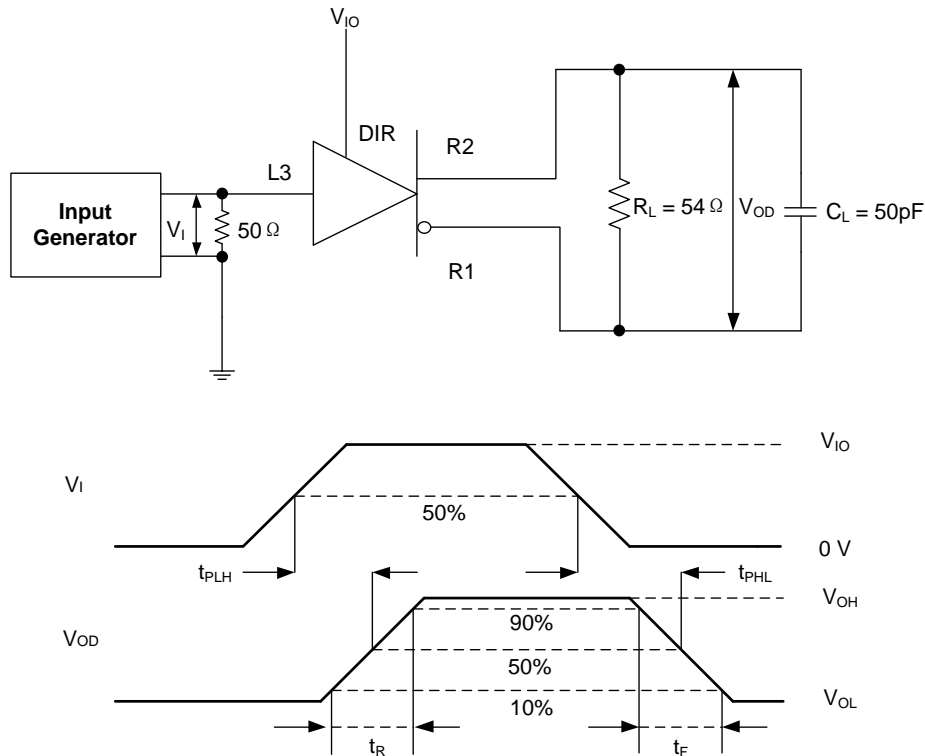 VIO
DIR
R2
L3
Input
Generator
VI
50 Ω
RL = 54 Ω
VOD
CL = 50pF
R1
VIO
VI
50%
0 V
tPLH
tPHL
VOH
90%
VOD
50%
10%
VOL
tR
tF